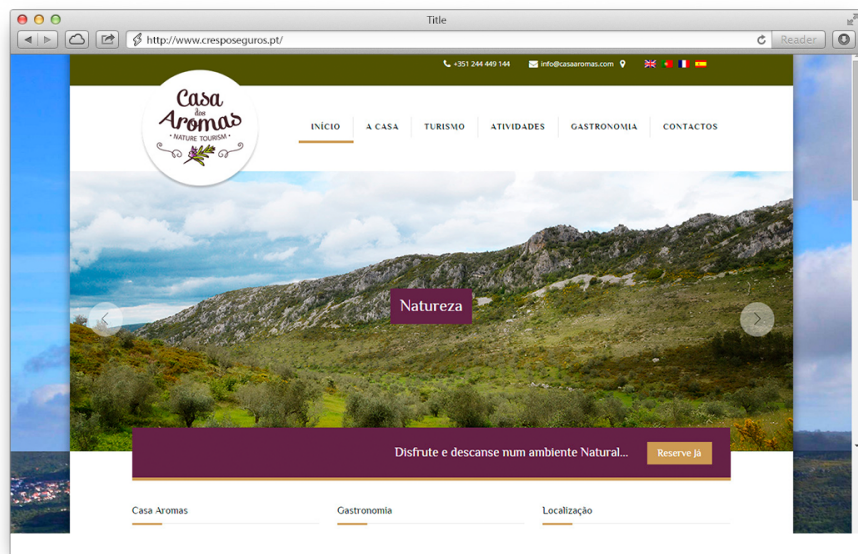 Title
http://www.cresposeguros.pt/
Reader
+351 244 449 144
info@casaaromas.com
Casa
dos
Aromas
• NATURE TOURISM •
INÍCIO
A CASA
TURISMO
ATIVIDADES
GASTRONOMIA
CONTACTOS
Natureza
Disfrute e descanse num ambiente Natural...
Reserve Já
Casa Aromas
Gastronomia
Localização